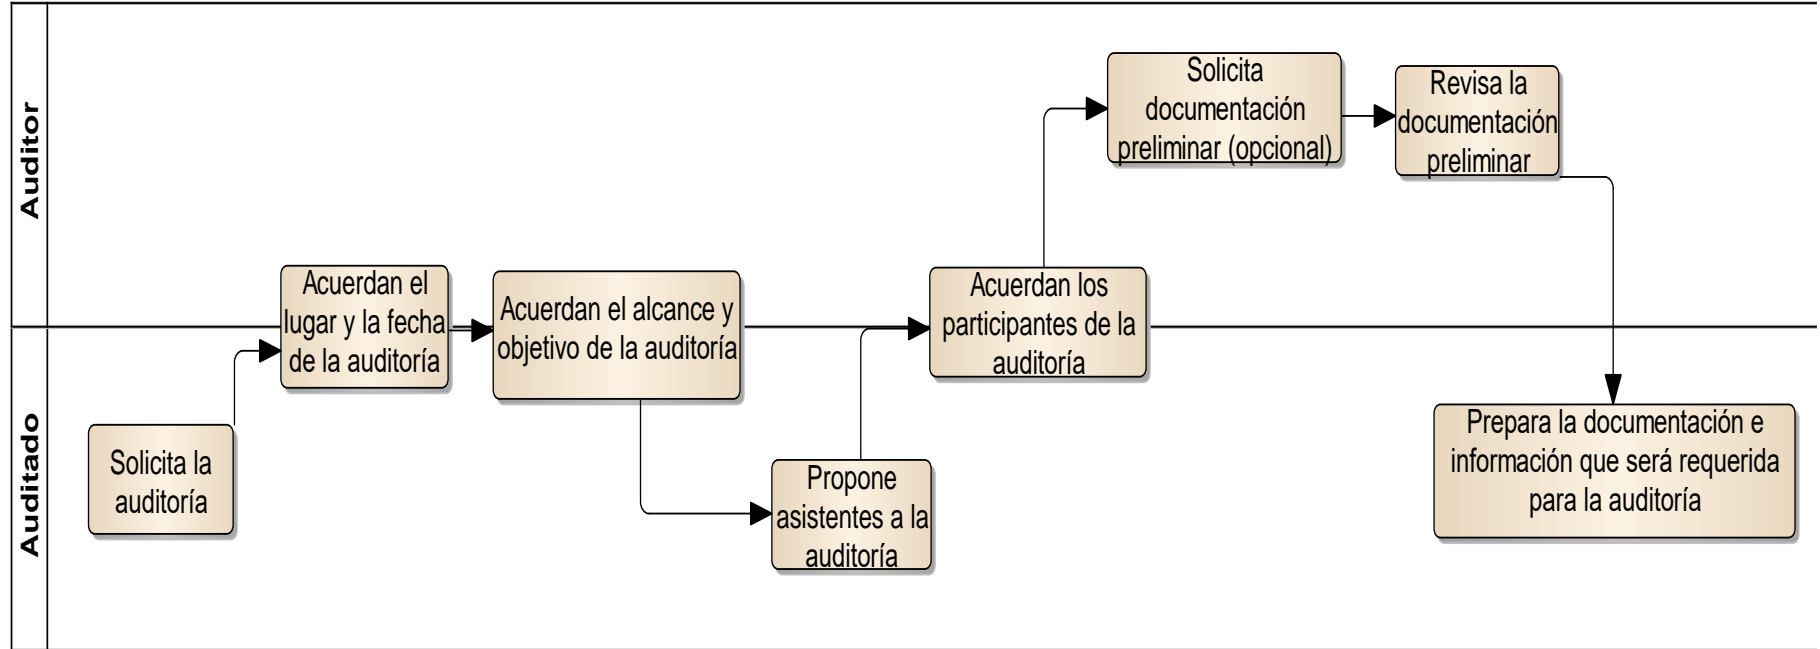 Auditor
Auditado
Solicita la
auditoría
Acuerdan el
lugar y la fecha
de la auditoría
Acuerdan el alcance y
objetivo de la auditoría
Propone
asistentes a la
auditoría
Acuerdan los
participantes de la
auditoría
Solicita
documentación
preliminar (opcional)
Revisa la
documentación
preliminar
Prepara la documentación e
información que será requerida
para la auditoría